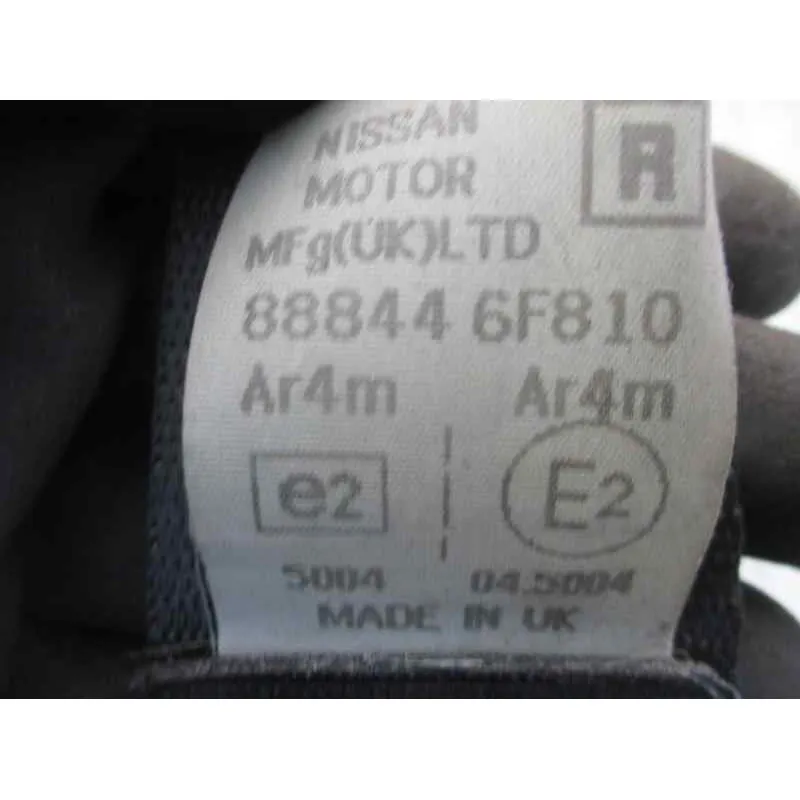 NISSAN
R
MOTOR
MFg(UK)LTD
88844 6F810
Ar4m Ar4m
e2 E2
5004 04.5004
MADE IN UK